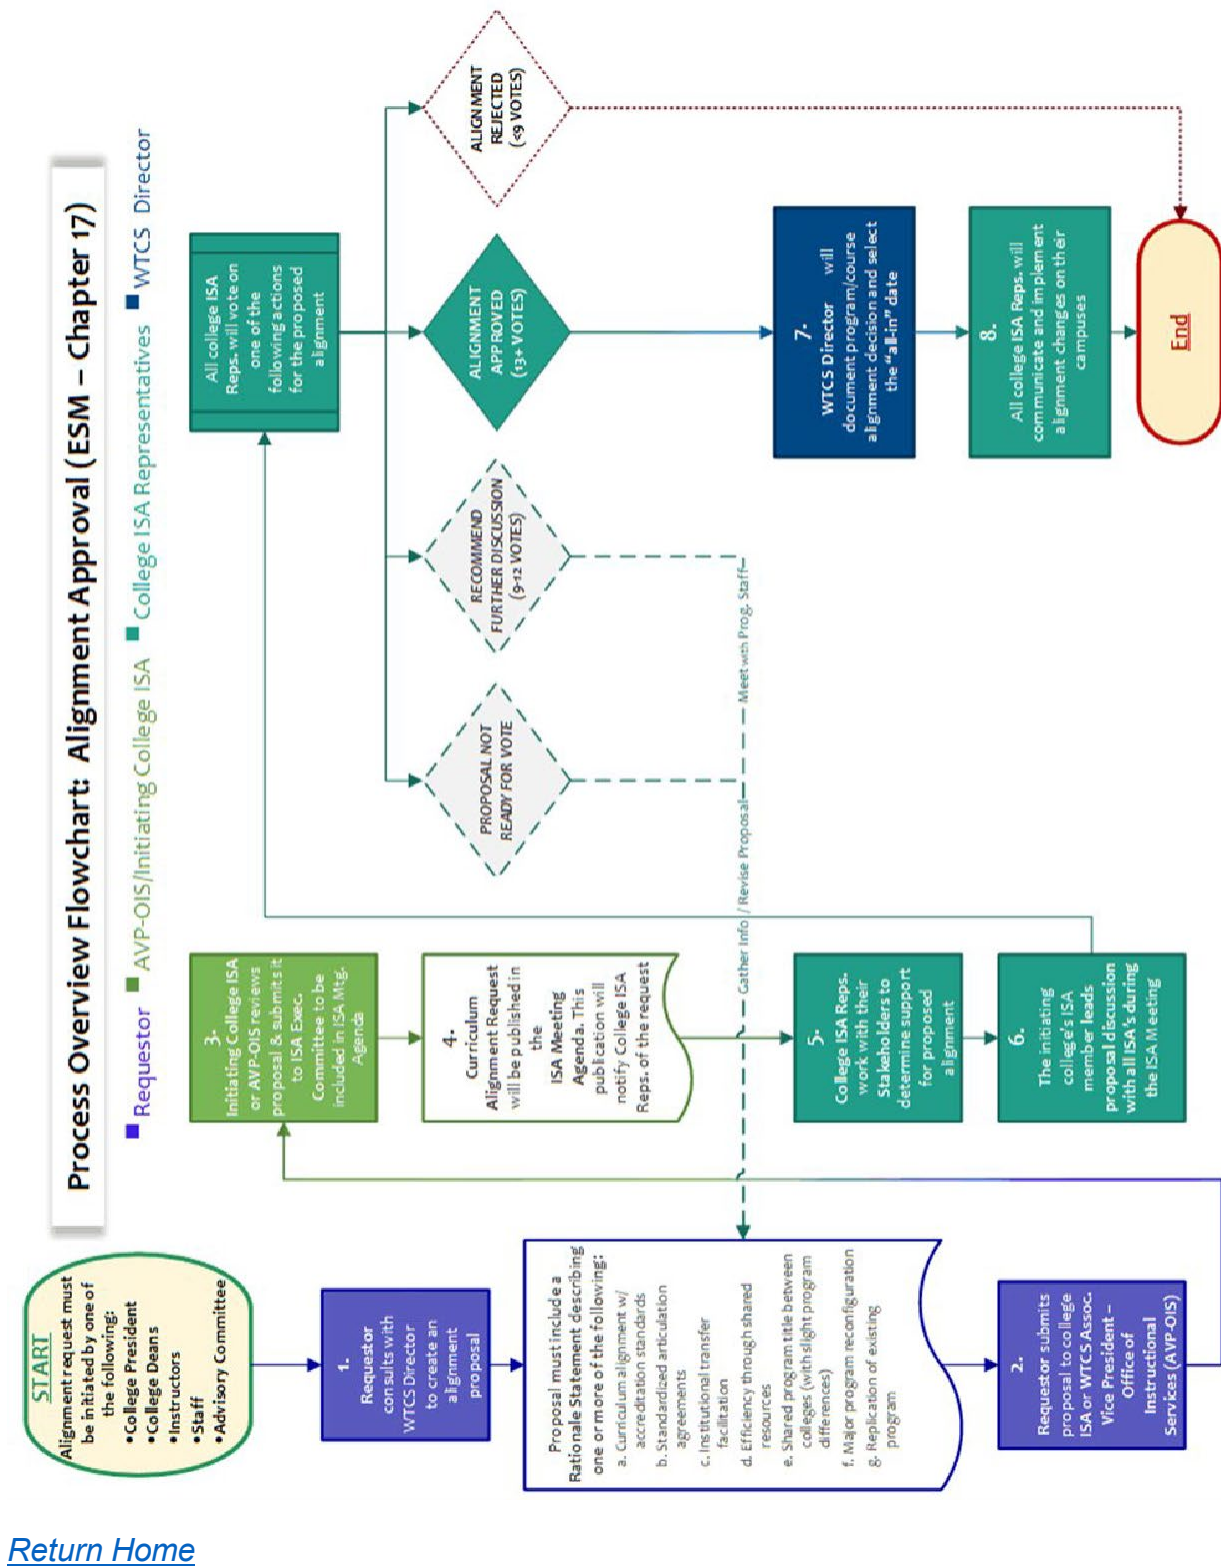 Process Overview Flowchart: Alignment Approval (ESM – Chapter 17)
Requestor
AVP-OIS/Initiating College ISA
College ISA Representatives
WTCS Director
START
Alignment request must
be initiated by one of
the following:
•College President
•College Deans
•Instructors
•Staff
•Advisory Committee
1.
Requestor
consults with
WTCS Director
to create an
alignment
proposal
Proposal must include a
Rationale Statement describing
one or more of the following:
a. Curriculum alignment w/
accreditation standards
b. Standardized articulation
agreements
c. Institutional transfer
facilitation
d. Efficiency through shared
resources
e. Shared program title between
colleges (with slight program
differences)
f. Major program reconfiguration
g. Replication of existing
program
2.
Requestor submits
proposal to college
ISA or WTCS Assoc.
Vice President –
Office of
Instructional
Services (AVP-OIS)
3.
Initiating College ISA
or AVP-OIS reviews
proposal & submits it
to ISA Exec.
Committee to be
included in ISA Mtg.
Agenda
4.
Curriculum
Alignment Request
will be published in
the
ISA Meeting
Agenda. This
publication will
notify College ISA
Reps. of the request
5.
College ISA Reps.
work with their
Stakeholders to
determine support
for proposed
alignment
6.
The initiating
college's ISA
member leads
proposal discussion
with all ISA's during
the ISA Meeting
All college ISA
Reps. will vote on
one of the
following actions
for the proposed
alignment
PROPOSAL NOT
READY FOR VOTE
RECOMMEND
FURTHER DISCUSSION
(9-12 VOTES)
ALIGNMENT
APPROVED
(13+ VOTES)
ALIGNMENT
REJECTED
(<9 VOTES)
Gather Info / Revise Proposal
Meet with Prog. Staff
7.
WTCS Director will
document program/course
alignment decision and select
the "all-in" date
8.
All college ISA Reps. will
communicate and implement
alignment changes on their
campuses
End
Return Home